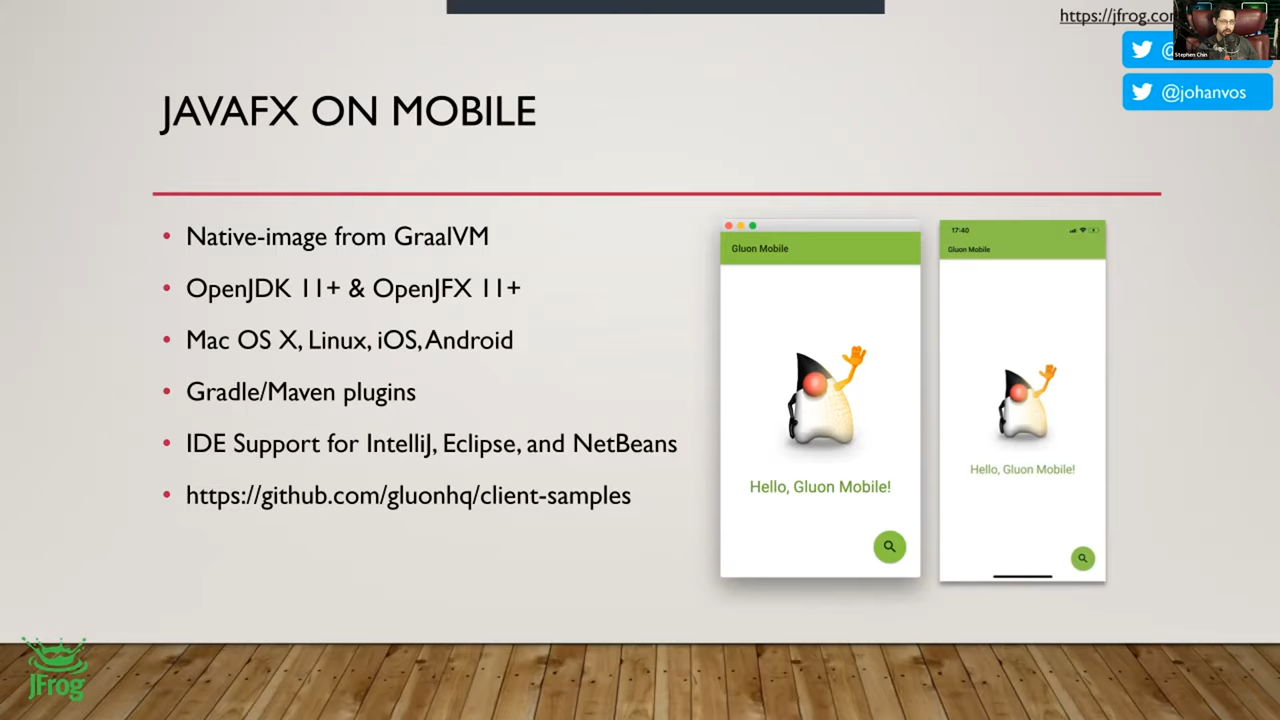 https://jfrog.com
Stephen Chin
@
@johanvos
JAVAFX ON MOBILE
• Native-image from GraalVM
• OpenJDK 11+ & OpenJFX 11+
• Mac OS X, Linux, iOS, Android
• Gradle/Maven plugins
• IDE Support for IntelliJ, Eclipse, and NetBeans
• https://github.com/gluonhq/client-samples
Gluon Mobile
Hello, Gluon Mobile!
17:40
Gluon Mobile
Hello, Gluon Mobile!
JFrog